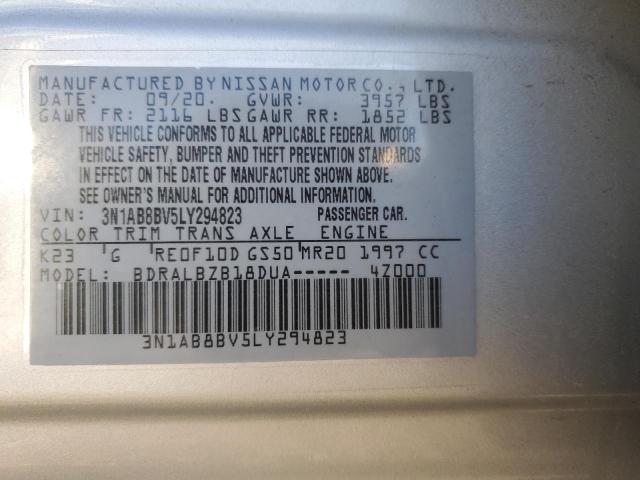 MANUFACTURED BY NISSAN MOTOR CO., LTD.
DATE: 09/20. GVWR: 3957 LBS
GAWR FR: 2116 LBS GAWR RR: 1852 LBS
THIS VEHICLE CONFORMS TO ALL APPLICABLE FEDERAL MOTOR
VEHICLE SAFETY, BUMPER AND THEFT PREVENTION STANDARDS
IN EFFECT ON THE DATE OF MANUFACTURE SHOWN ABOVE.
SEE OWNER'S MANUAL FOR ADDITIONAL INFORMATION.
VIN: 3N1AB8BV5LY294823 PASSENGER CAR.
COLOR TRIM TRANS AXLE ENGINE
K23 G RE0F10D GS50 MR20 1997 CC
MODEL: BDRALBZB18DUA----- 4Z000
3N1AB8BV5LY294823